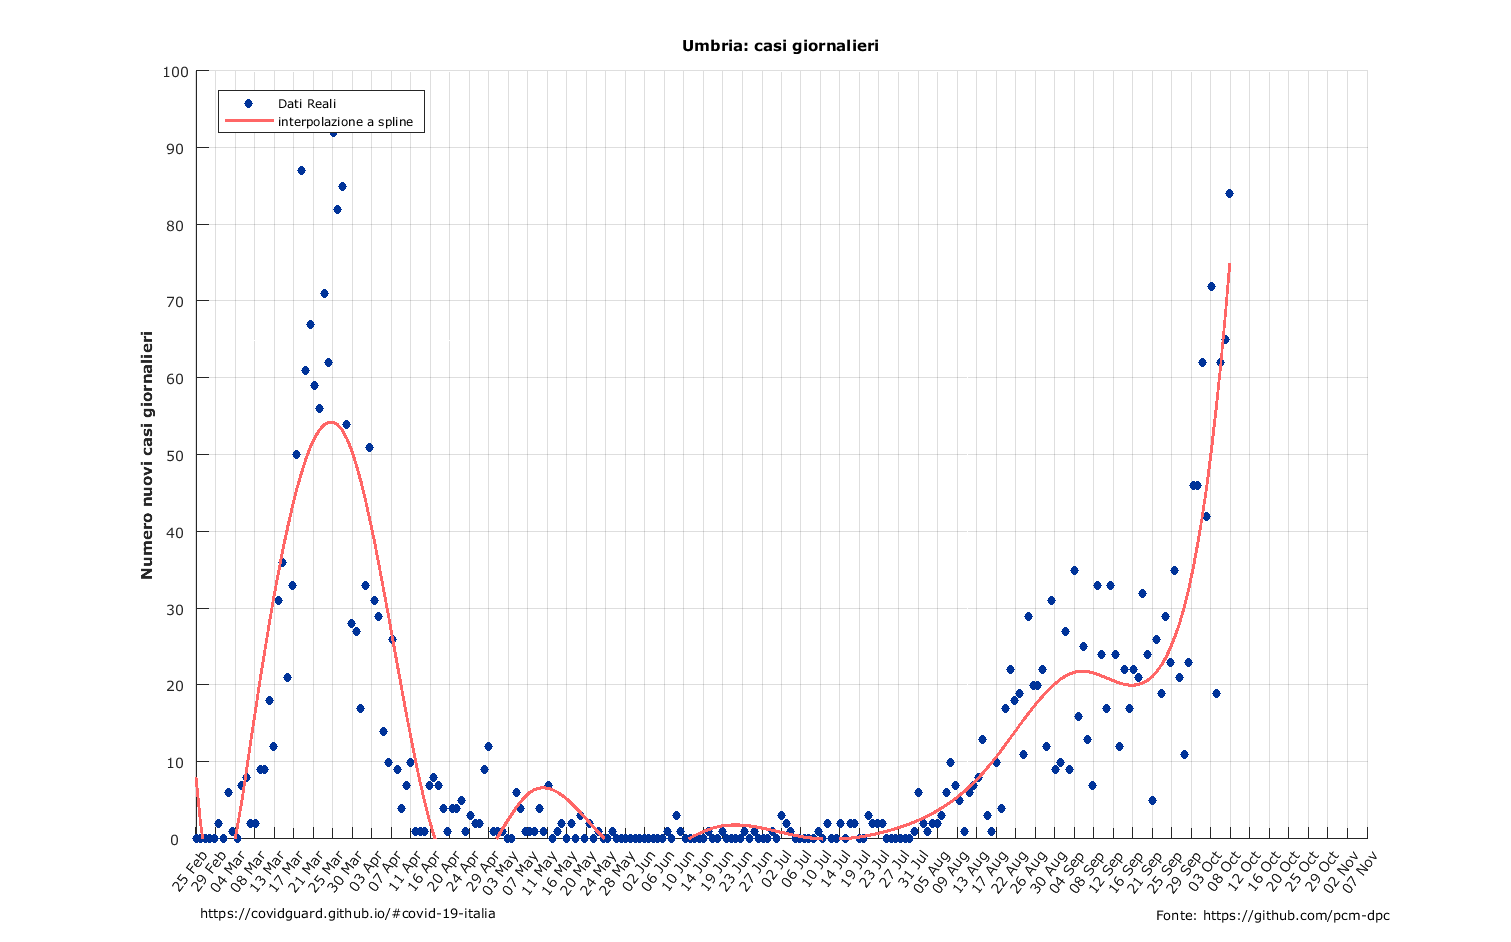 Umbria: casi giornalieri
Dati Reali
interpolazione a spline
Numero nuovi casi giornalieri
100
90
80
70
60
50
40
30
20
10
0
25 Feb
29 Feb
04 Mar
08 Mar
13 Mar
17 Mar
21 Mar
25 Mar
30 Mar
03 Apr
07 Apr
11 Apr
16 Apr
20 Apr
24 Apr
29 Apr
03 May
07 May
11 May
16 May
20 May
24 May
28 May
02 Jun
06 Jun
10 Jun
14 Jun
19 Jun
23 Jun
27 Jun
02 Jul
06 Jul
10 Jul
14 Jul
19 Jul
23 Jul
27 Jul
31 Jul
05 Aug
09 Aug
13 Aug
17 Aug
22 Aug
26 Aug
30 Aug
04 Sep
08 Sep
12 Sep
16 Sep
21 Sep
25 Sep
29 Sep
03 Oct
08 Oct
12 Oct
16 Oct
20 Oct
25 Oct
29 Oct
02 Nov
07 Nov
https://covidguard.github.io/#covid-19-italia
Fonte: https://github.com/pcm-dpc